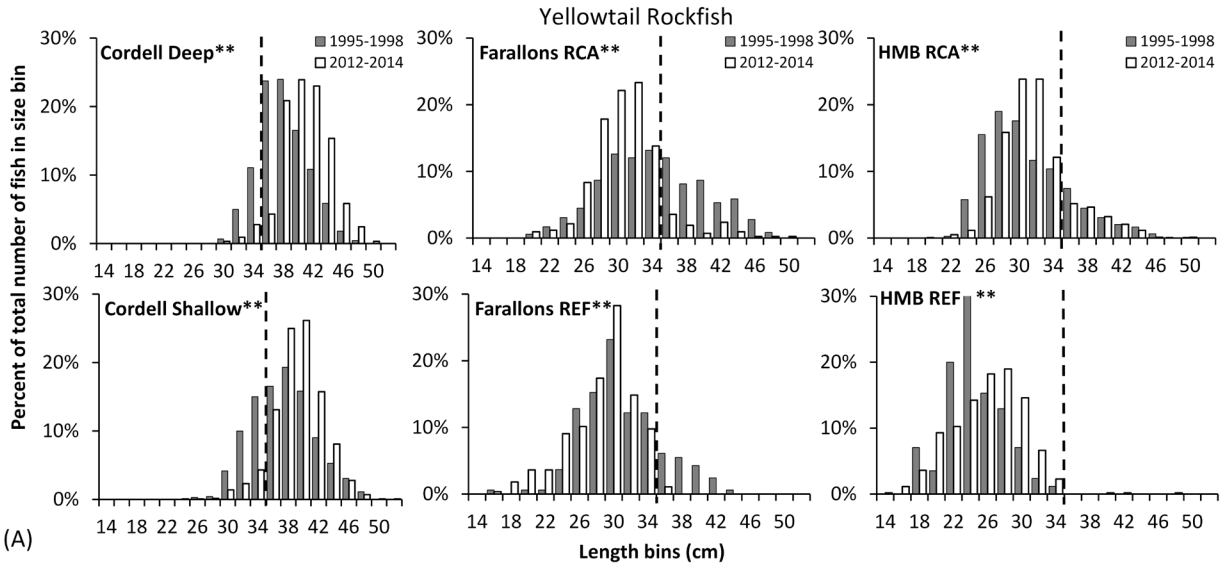 Yellowtail Rockfish
Percent of total number of fish in size bin
Cordell Deep**
1995-1998
2012-2014
30%
20%
10%
0%
14 18 22 26 30 34 38 42 46 50
Farallons RCA**
30%
20%
10%
0%
14 18 22 26 30 34 38 42 46 50
HMB RCA**
1995-1998
2012-2014
1995-1998
2012-2014
30%
20%
10%
0%
14 18 22 26 30 34 38 42 46 50
Cordell Shallow**
30%
20%
10%
0%
14 18 22 26 30 34 38 42 46 50
Farallons REF**
30%
20%
10%
0%
14 18 22 26 30 34 38 42 46 50
HMB REF **
30%
20%
10%
0%
14 18 22 26 30 34 38 42 46 50
(A)
Length bins (cm)